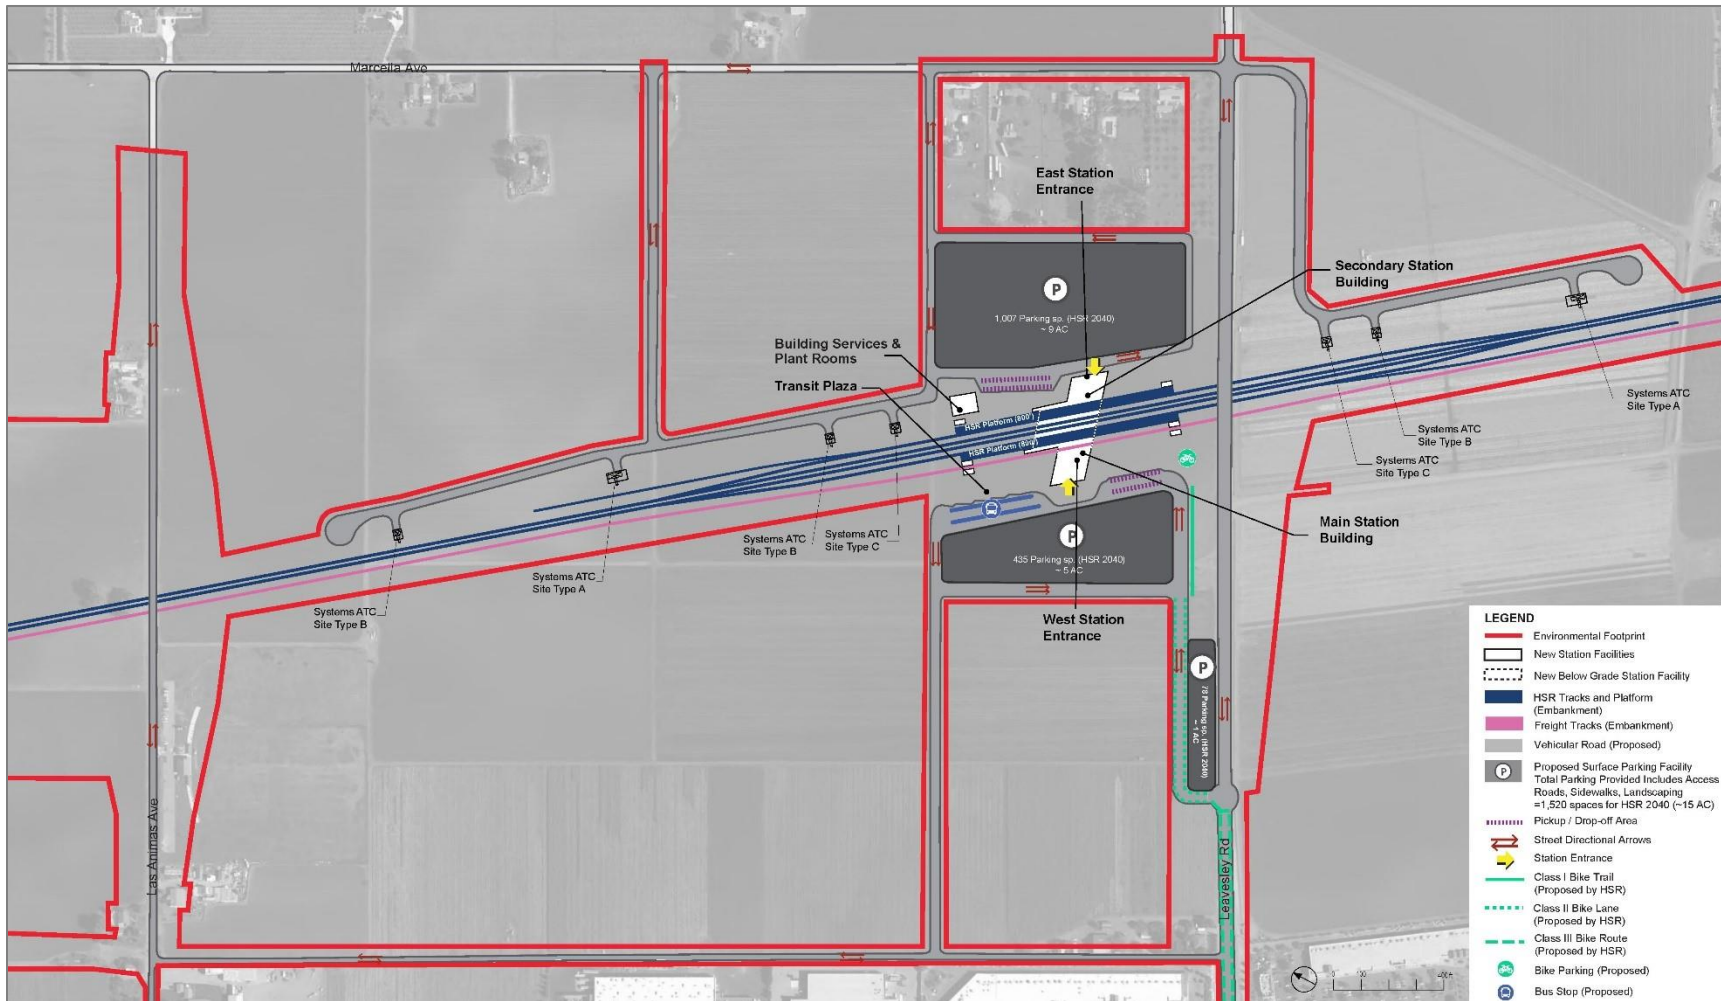 Marcella Ave
East Station
Entrance
Secondary Station
Building
P
1,007 Parking sp. (HSR 2040)
~ 9 AC
Building Services &
Plant Rooms
Transit Plaza
HSR Platform (800')
HSR Platform (800')
Systems ATC
Site Type A
Systems ATC
Site Type B
Systems ATC
Site Type C
Main Station
Building
P
435 Parking sp. (HSR 2040)
~ 5 AC
Systems ATC
Site Type B
Systems ATC
Site Type C
Systems ATC
Site Type A
Systems ATC
Site Type B
West Station
Entrance
P
78 Parking sp. (HSR 2040)
~ 1 AC
Las Animas Ave
Leavesley Rd
LEGEND
Environmental Footprint
New Station Facilities
New Below Grade Station Facility
HSR Tracks and Platform
(Embankment)
Freight Tracks (Embankment)
Vehicular Road (Proposed)
P
Proposed Surface Parking Facility
Total Parking Provided Includes Access
Roads, Sidewalks, Landscaping
=1,520 spaces for HSR 2040 (~15 AC)
Pickup / Drop-off Area
Street Directional Arrows
Station Entrance
Class I Bike Trail
(Proposed by HSR)
Class II Bike Lane
(Proposed by HSR)
Class III Bike Route
(Proposed by HSR)
Bike Parking (Proposed)
Bus Stop (Proposed)